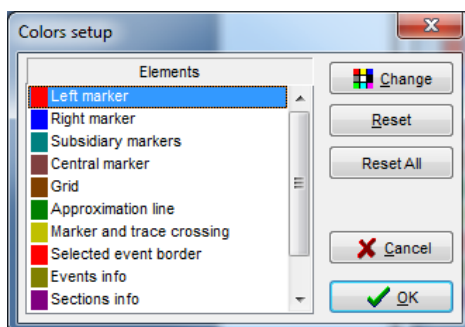 Colors setup
Elements
Left marker
Right marker
Subsidiary markers
Central marker
Grid
Approximation line
Marker and trace crossing
Selected event border
Events info
Sections info
Change
Reset
Reset All
Cancel
OK